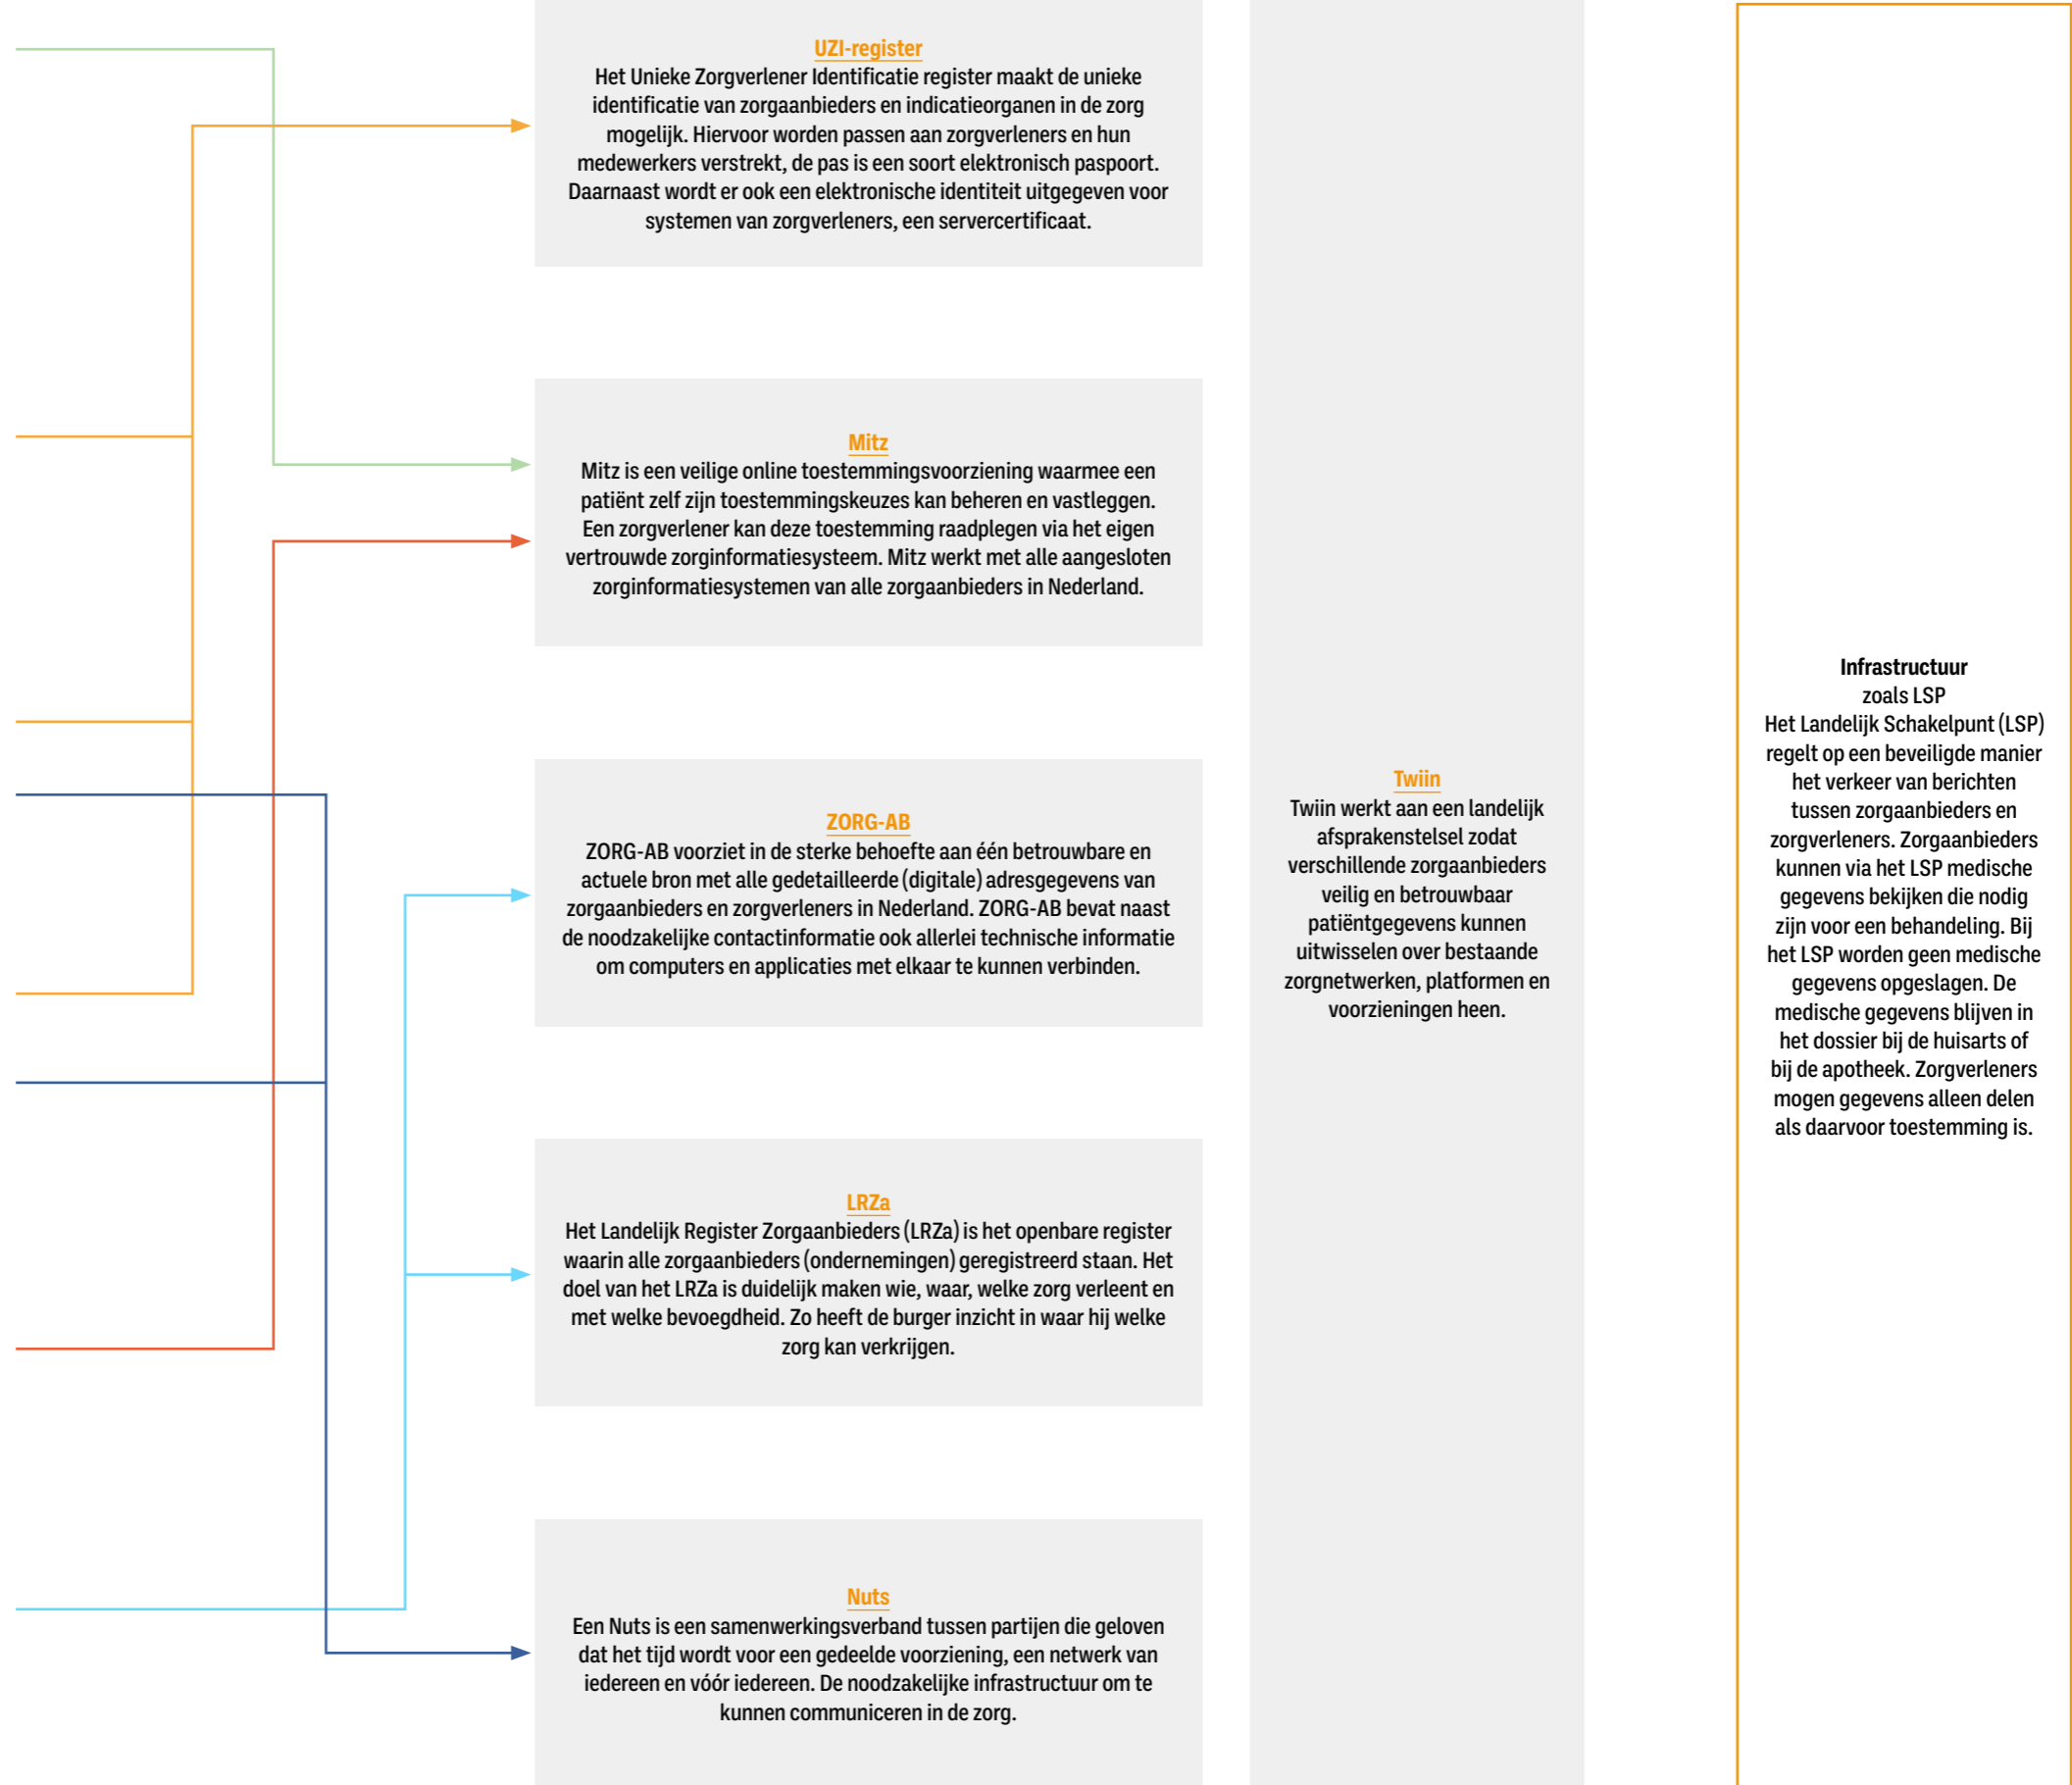 UZI-register
Het Unieke Zorgverlener Identificatie register maakt de unieke
identificatie van zorgaanbieders en indicatieorganen in de zorg
mogelijk. Hiervoor worden passen aan zorgverleners en hun
medewerkers verstrekt, de pas is een soort elektronisch paspoort.
Daarnaast wordt er ook een elektronische identiteit uitgegeven voor
systemen van zorgverleners, een servercertificaat.
Mitz
Mitz is een veilige online toestemmingsvoorziening waarmee een
patiënt zelf zijn toestemmingskeuzes kan beheren en vastleggen.
Een zorgverlener kan deze toestemming raadplegen via het eigen
vertrouwde zorginformatiesysteem. Mitz werkt met alle aangesloten
zorginformatiesystemen van alle zorgaanbieders in Nederland.
ZORG-AB
ZORG-AB voorziet in de sterke behoefte aan één betrouwbare en
actuele bron met alle gedetailleerde (digitale) adresgegevens van
zorgaanbieders en zorgverleners in Nederland. ZORG-AB bevat naast
de noodzakelijke contactinformatie ook allerlei technische informatie
om computers en applicaties met elkaar te kunnen verbinden.
LRZa
Het Landelijk Register Zorgaanbieders (LRZa) is het openbare register
waarin alle zorgaanbieders (ondernemingen) geregistreerd staan. Het
doel van het LRZa is duidelijk maken wie, waar, welke zorg verleent en
met welke bevoegdheid. Zo heeft de burger inzicht in waar hij welke
zorg kan verkrijgen.
Nuts
Een Nuts is een samenwerkingsverband tussen partijen die geloven
dat het tijd wordt voor een gedeelde voorziening, een netwerk van
iedereen en vóór iedereen. De noodzakelijke infrastructuur om te
kunnen communiceren in de zorg.
Twiin
Twiin werkt aan een landelijk
afsprakenstelsel zodat
verschillende zorgaanbieders
veilig en betrouwbaar
patiëntgegevens kunnen
uitwisselen over bestaande
zorgnetwerken, platformen en
voorzieningen heen.
Infrastructuur
zoals LSP
Het Landelijk Schakelpunt (LSP)
regelt op een beveiligde manier
het verkeer van berichten
tussen zorgaanbieders en
zorgverleners. Zorgaanbieders
kunnen via het LSP medische
gegevens bekijken die nodig
zijn voor een behandeling. Bij
het LSP worden geen medische
gegevens opgeslagen. De
medische gegevens blijven in
het dossier bij de huisarts of
bij de apotheek. Zorgverleners
mogen gegevens alleen delen
als daarvoor toestemming is.